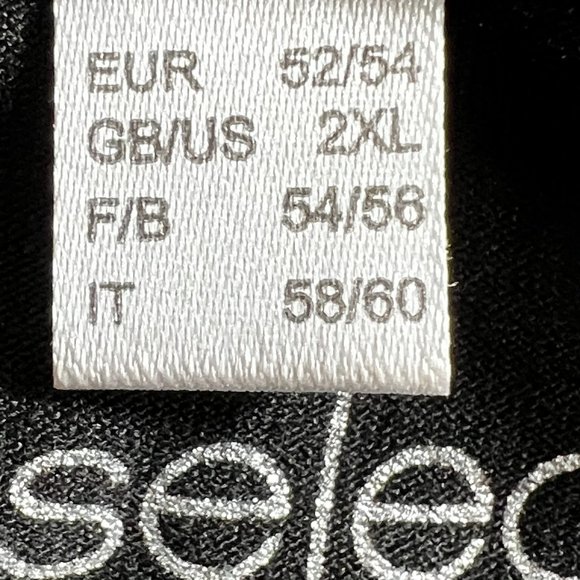 EUR 52/54
GB/US 2XL
F/B 54/56
IT 58/60
selec